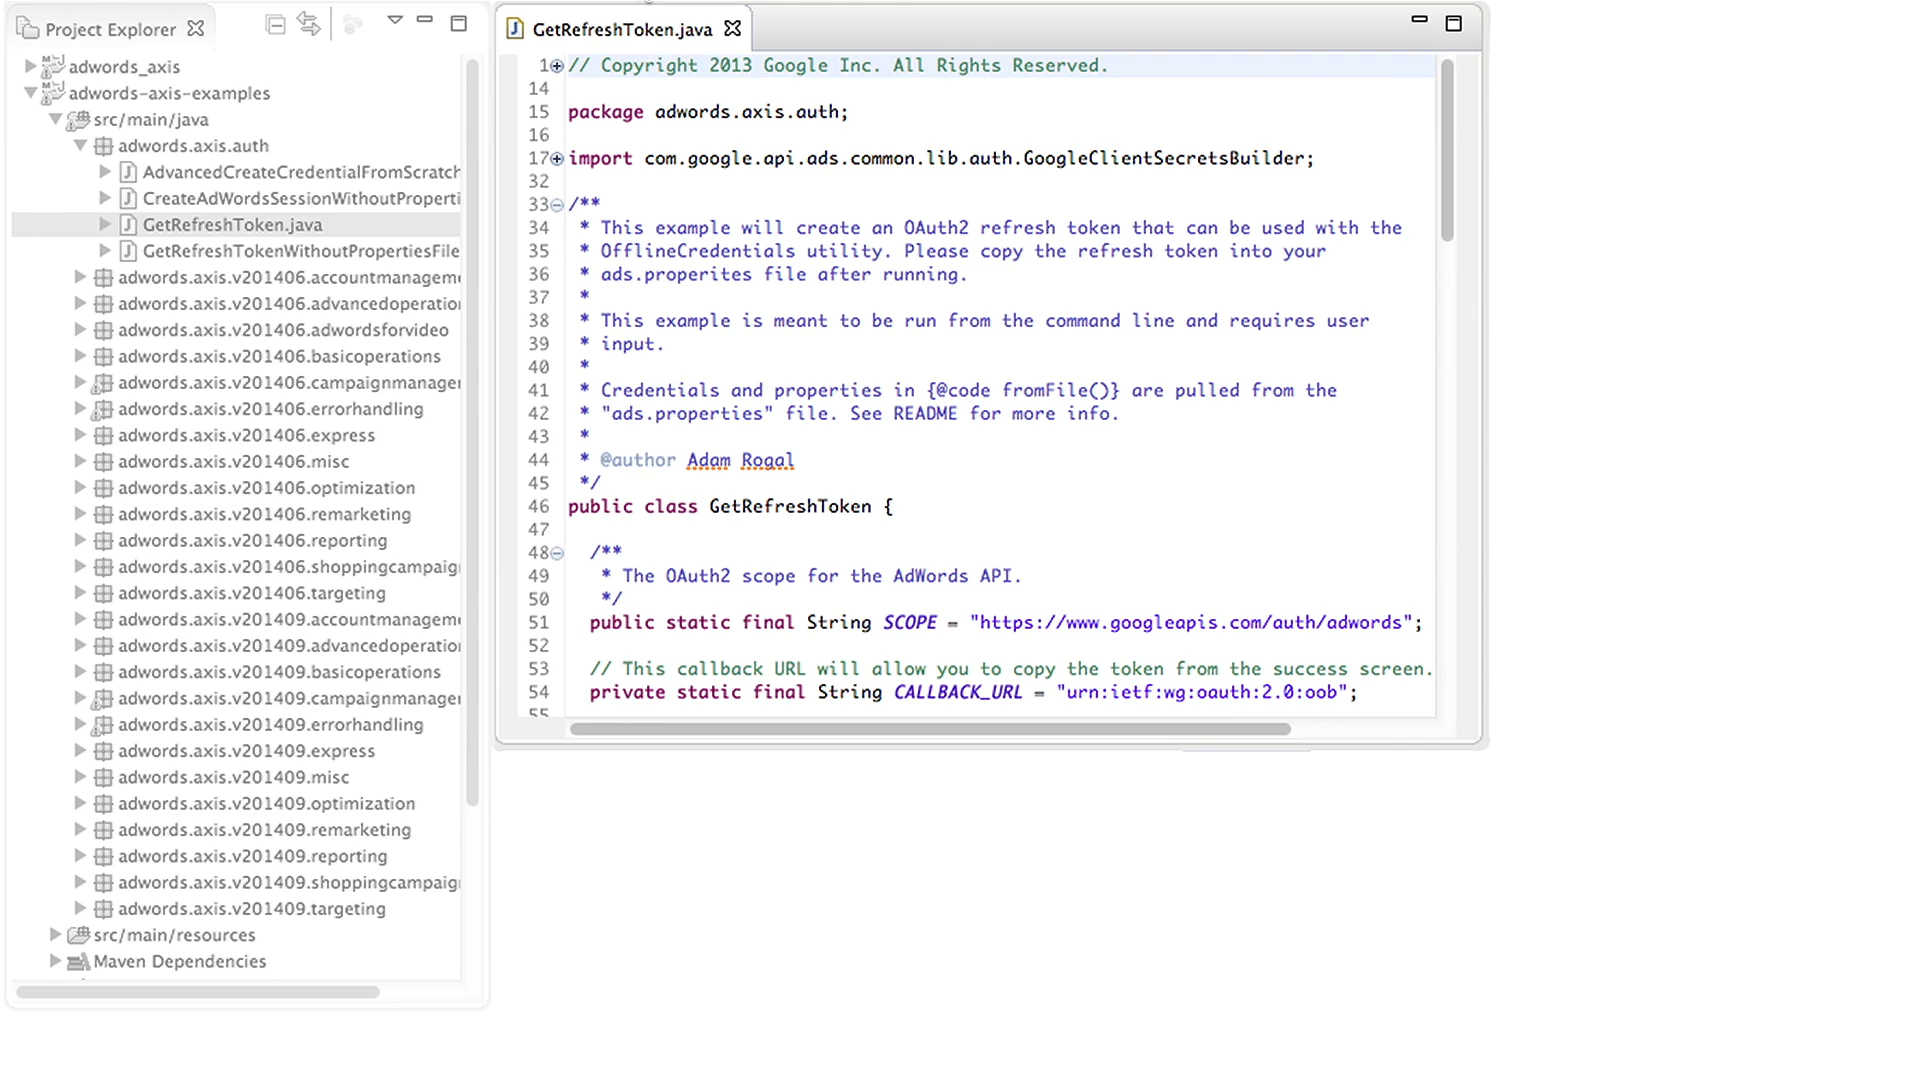 Project Explorer
adwords_axis
adwords-axis-examples
src/main/java
adwords.axis.auth
AdvancedCreateCredentialFromScratch
CreateAdWordsSessionWithoutProperti
GetRefreshToken.java
GetRefreshTokenWithoutPropertiesFile
adwords.axis.v201406.accountmanageme
adwords.axis.v201406.advancedoperation
adwords.axis.v201406.adwordsforvideo
adwords.axis.v201406.basicoperations
adwords.axis.v201406.campaignmanager
adwords.axis.v201406.errorhandling
adwords.axis.v201406.express
adwords.axis.v201406.misc
adwords.axis.v201406.optimization
adwords.axis.v201406.remarketing
adwords.axis.v201406.reporting
adwords.axis.v201406.shoppingcampaig
adwords.axis.v201406.targeting
adwords.axis.v201409.accountmanageme
adwords.axis.v201409.advancedoperation
adwords.axis.v201409.basicoperations
adwords.axis.v201409.campaignmanager
adwords.axis.v201409.errorhandling
adwords.axis.v201409.express
adwords.axis.v201409.misc
adwords.axis.v201409.optimization
adwords.axis.v201409.remarketing
adwords.axis.v201409.reporting
adwords.axis.v201409.shoppingcampaig
adwords.axis.v201409.targeting
src/main/resources
Maven Dependencies
GetRefreshToken.java
1 // Copyright 2013 Google Inc. All Rights Reserved.
14
15 package adwords.axis.auth;
16
17 import com.google.api.ads.common.lib.auth.GoogleClientSecretsBuilder;
32
33 /**
34 * This example will create an OAuth2 refresh token that can be used with the
35 * OfflineCredentials utility. Please copy the refresh token into your
36 * ads.properites file after running.
37 *
38 * This example is meant to be run from the command line and requires user
39 * input.
40 *
41 * Credentials and properties in {@code fromFile()} are pulled from the
42 * "ads.properties" file. See README for more info.
43 *
44 * @author Adam Rogal
45 */
46 public class GetRefreshToken {
47
48 /**
49 * The OAuth2 scope for the AdWords API.
50 */
51 public static final String SCOPE = "https://www.googleapis.com/auth/adwords";
52
53 // This callback URL will allow you to copy the token from the success screen.
54 private static final String CALLBACK_URL = "urn:ietf:wg:oauth:2.0:oob";
55